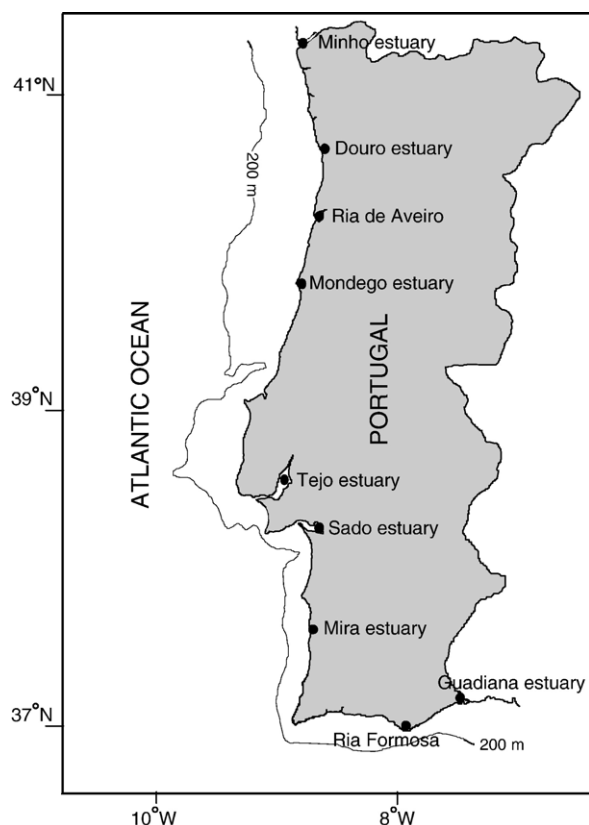 Minho estuary
41°N
Douro estuary
200 m
Ria de Aveiro
Mondego estuary
ATLANTIC OCEAN
PORTUGAL
39°N
Tejo estuary
Sado estuary
Mira estuary
Guadiana estuary
37°N
Ria Formosa
200 m
10°W
8°W